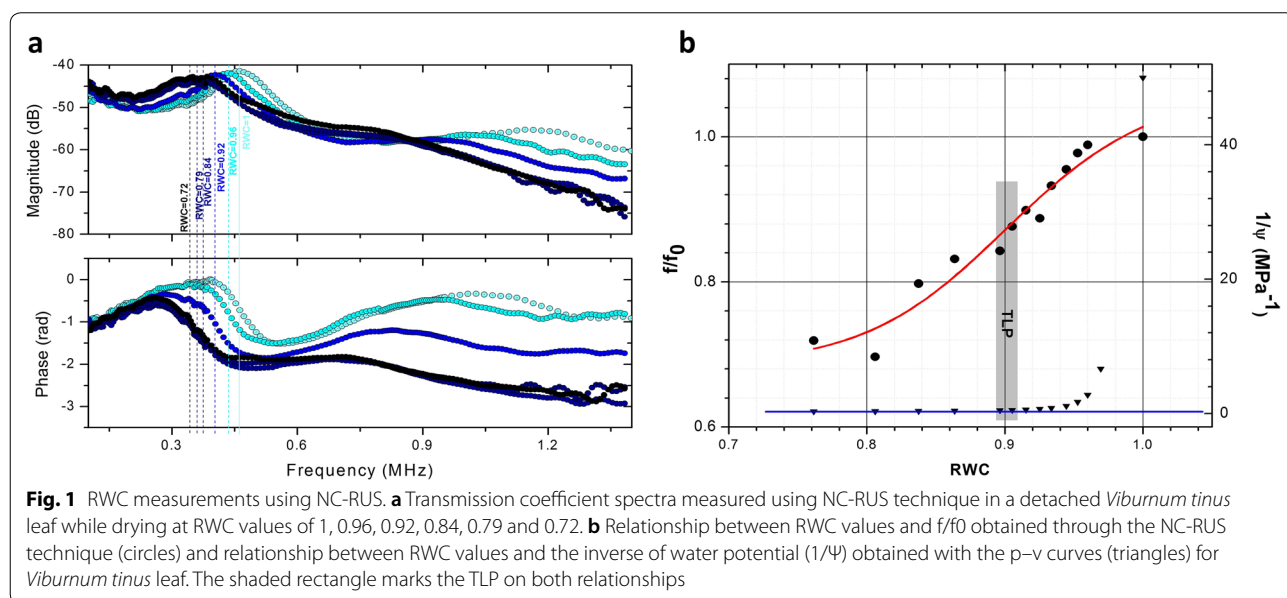 a
-40
-50
-60
-70
-80
Magnitude (dB)
RWC=0.72
RWC=0.79
RWC=0.84
RWC=0.92
RWC=0.96
RWC=1
0
-1
-2
-3
Phase (rad)
0.3 0.6 0.9 1.2
Frequency (MHz)
b
1.0
0.8
0.6
f/f0
40
20
0
1/ψ (MPa-1)
TLP
0.7 0.8 0.9 1.0
RWC
Fig. 1 RWC measurements using NC-RUS. a Transmission coefficient spectra measured using NC-RUS technique in a detached Viburnum tinus
leaf while drying at RWC values of 1, 0.96, 0.92, 0.84, 0.79 and 0.72. b Relationship between RWC values and f/f0 obtained through the NC-RUS
technique (circles) and relationship between RWC values and the inverse of water potential (1/Ψ) obtained with the p–v curves (triangles) for
Viburnum tinus leaf. The shaded rectangle marks the TLP on both relationships